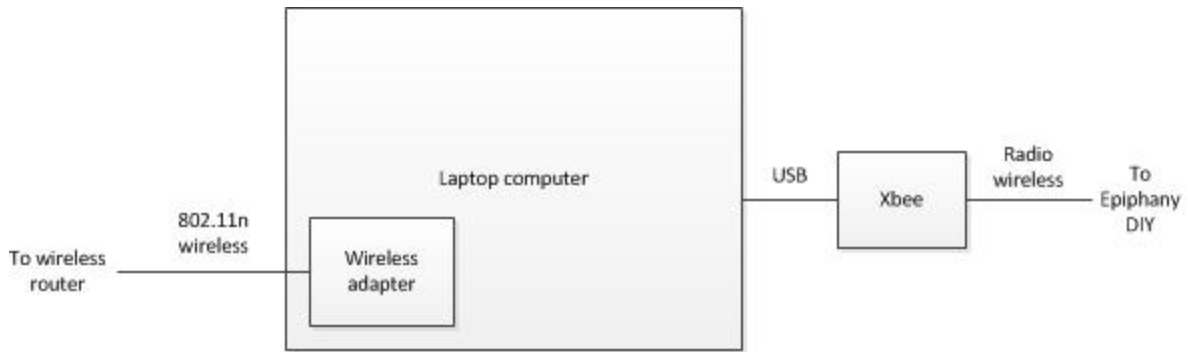 Laptop computer
802.11n
wireless
To wireless
router
Wireless
adapter
USB
Xbee
Radio
wireless
To
Epiphany
DIY